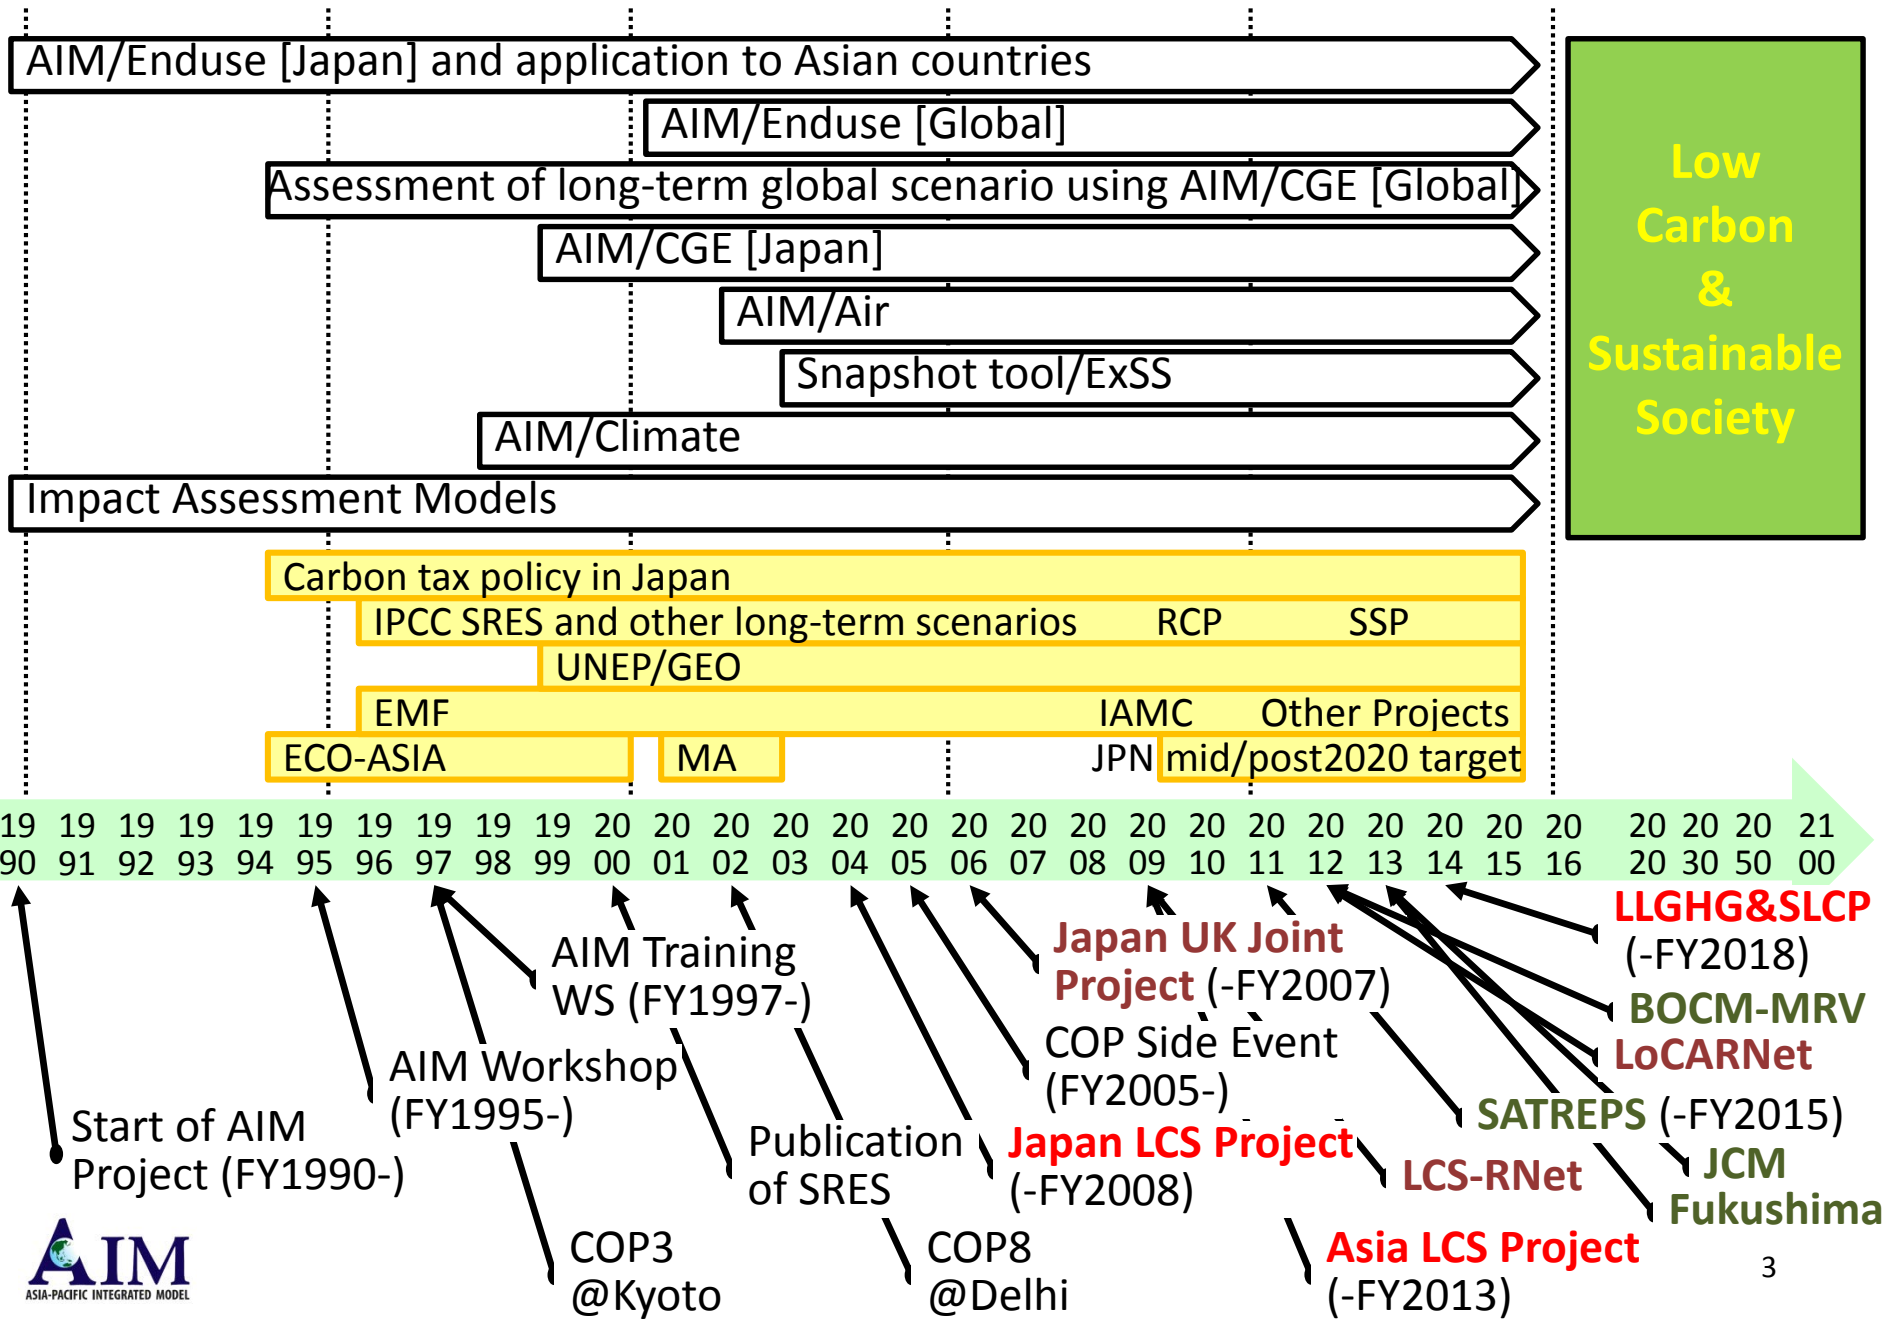 AIM/Enduse [Japan] and application to Asian countries
AIM/Enduse [Global]
Assessment of long-term global scenario using AIM/CGE [Global]
AIM/CGE [Japan]
AIM/Air
Snapshot tool/ExSS
AIM/Climate
Impact Assessment Models
Low
Carbon
&
Sustainable
Society
Carbon tax policy in Japan
IPCC SRES and other long-term scenarios RCP SSP
UNEP/GEO
EMF IAMC Other Projects
ECO-ASIA MA JPN mid/post2020 target
19 19 19 19 19 19 19 19 19 19 20 20 20 20 20 20 20 20 20 20 20 20 20 20 20 20 20 20 20 20 21
90 91 92 93 94 95 96 97 98 99 00 01 02 03 04 05 06 07 08 09 10 11 12 13 14 15 16 20 30 50 00
Start of AIM
Project (FY1990-)
AIM Workshop
(FY1995-)
AIM Training
WS (FY1997-)
COP3
@Kyoto
Publication
of SRES
COP8
@Delhi
Japan LCS Project
(-FY2008)
COP Side Event
(FY2005-)
Japan UK Joint
Project (-FY2007)
Asia LCS Project
(-FY2013)
LCS-RNet
SATREPS (-FY2015)
LLGHG&SLCP
(-FY2018)
BOCM-MRV
LoCARNet
JCM
Fukushima
AIM
ASIA-PACIFIC INTEGRATED MODEL
3